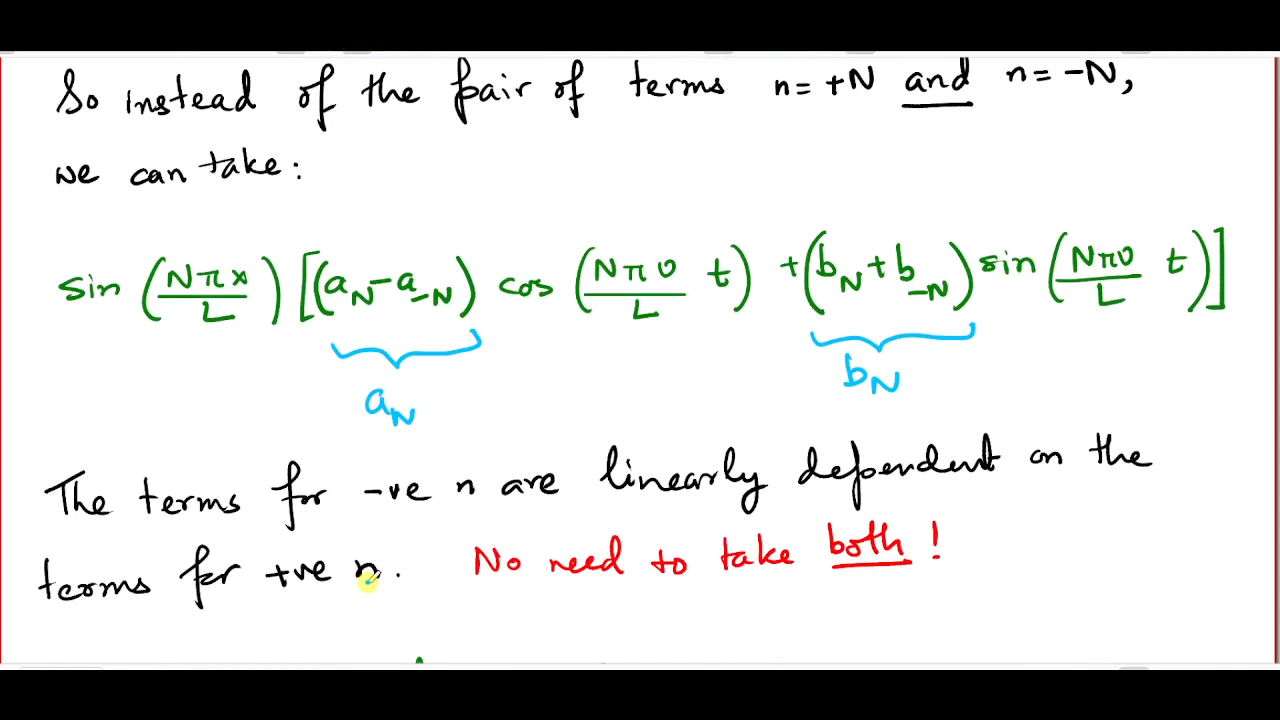 So instead of the pair of terms n = +N and n = -N,
we can take:
sin (Nπx/L) [(a_N - a_-N) cos (Nπv/L t) + (b_N + b_-N) sin (Nπv/L t)]
a_N b_N
The terms for -ve n are linearly dependent on the
terms for +ve n. No need to take both!